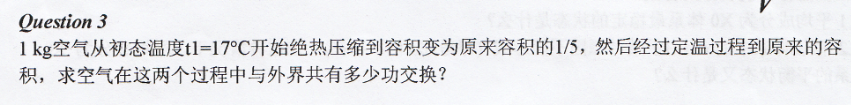 Question 3
1 kg空气从初态温度t1=17°C开始绝热压缩到容积变为原来容积的1/5，然后经过定温过程到原来的容
积，求空气在这两个过程中与外界共有多少功交换？